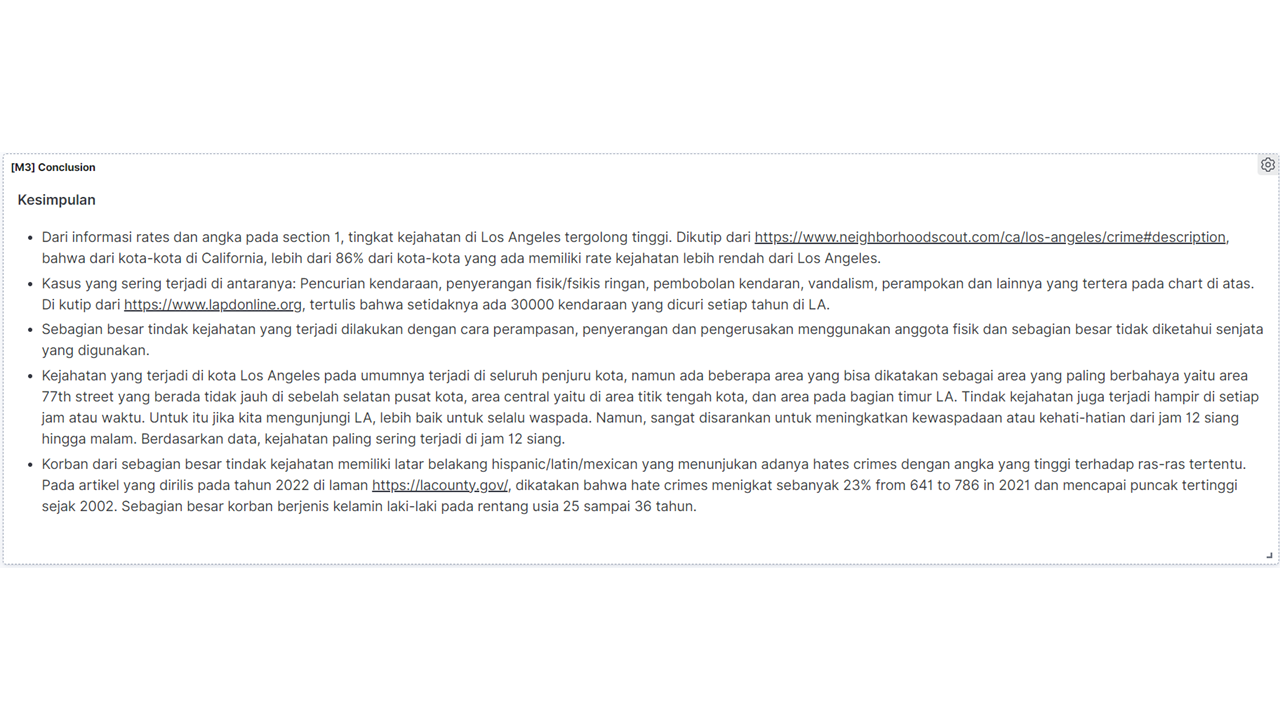 [M3] Conclusion
Kesimpulan
• Dari informasi rates dan angka pada section 1, tingkat kejahatan di Los Angeles tergolong tinggi. Dikutip dari https://www.neighborhoodscout.com/ca/los-angeles/crime#description,
bahwa dari kota-kota di California, lebih dari 86% dari kota-kota yang ada memiliki rate kejahatan lebih rendah dari Los Angeles.
• Kasus yang sering terjadi di antaranya: Pencurian kendaraan, penyerangan fisik/fsikis ringan, pembobolan kendaran, vandalism, perampokan dan lainnya yang tertera pada chart di atas.
Di kutip dari https://www.lapdonline.org, tertulis bahwa setidaknya ada 30000 kendaraan yang dicuri setiap tahun di LA.
• Sebagian besar tindak kejahatan yang terjadi dilakukan dengan cara perampasan, penyerangan dan pengerusakan menggunakan anggota fisik dan sebagian besar tidak diketahui senjata
yang digunakan.
• Kejahatan yang terjadi di kota Los Angeles pada umumnya terjadi di seluruh penjuru kota, namun ada beberapa area yang bisa dikatakan sebagai area yang paling berbahaya yaitu area
77th street yang berada tidak jauh di sebelah selatan pusat kota, area central yaitu di area titik tengah kota, dan area pada bagian timur LA. Tindak kejahatan juga terjadi hampir di setiap
jam atau waktu. Untuk itu jika kita mengunjungi LA, lebih baik untuk selalu waspada. Namun, sangat disarankan untuk meningkatkan kewaspadaan atau kehati-hatian dari jam 12 siang
hingga malam. Berdasarkan data, kejahatan paling sering terjadi di jam 12 siang.
• Korban dari sebagian besar tindak kejahatan memiliki latar belakang hispanic/latin/mexican yang menunjukan adanya hates crimes dengan angka yang tinggi terhadap ras-ras tertentu.
Pada artikel yang dirilis pada tahun 2022 di laman https://lacounty.gov/, dikatakan bahwa hate crimes menigkat sebanyak 23% from 641 to 786 in 2021 dan mencapai puncak tertinggi
sejak 2002. Sebagian besar korban berjenis kelamin laki-laki pada rentang usia 25 sampai 36 tahun.